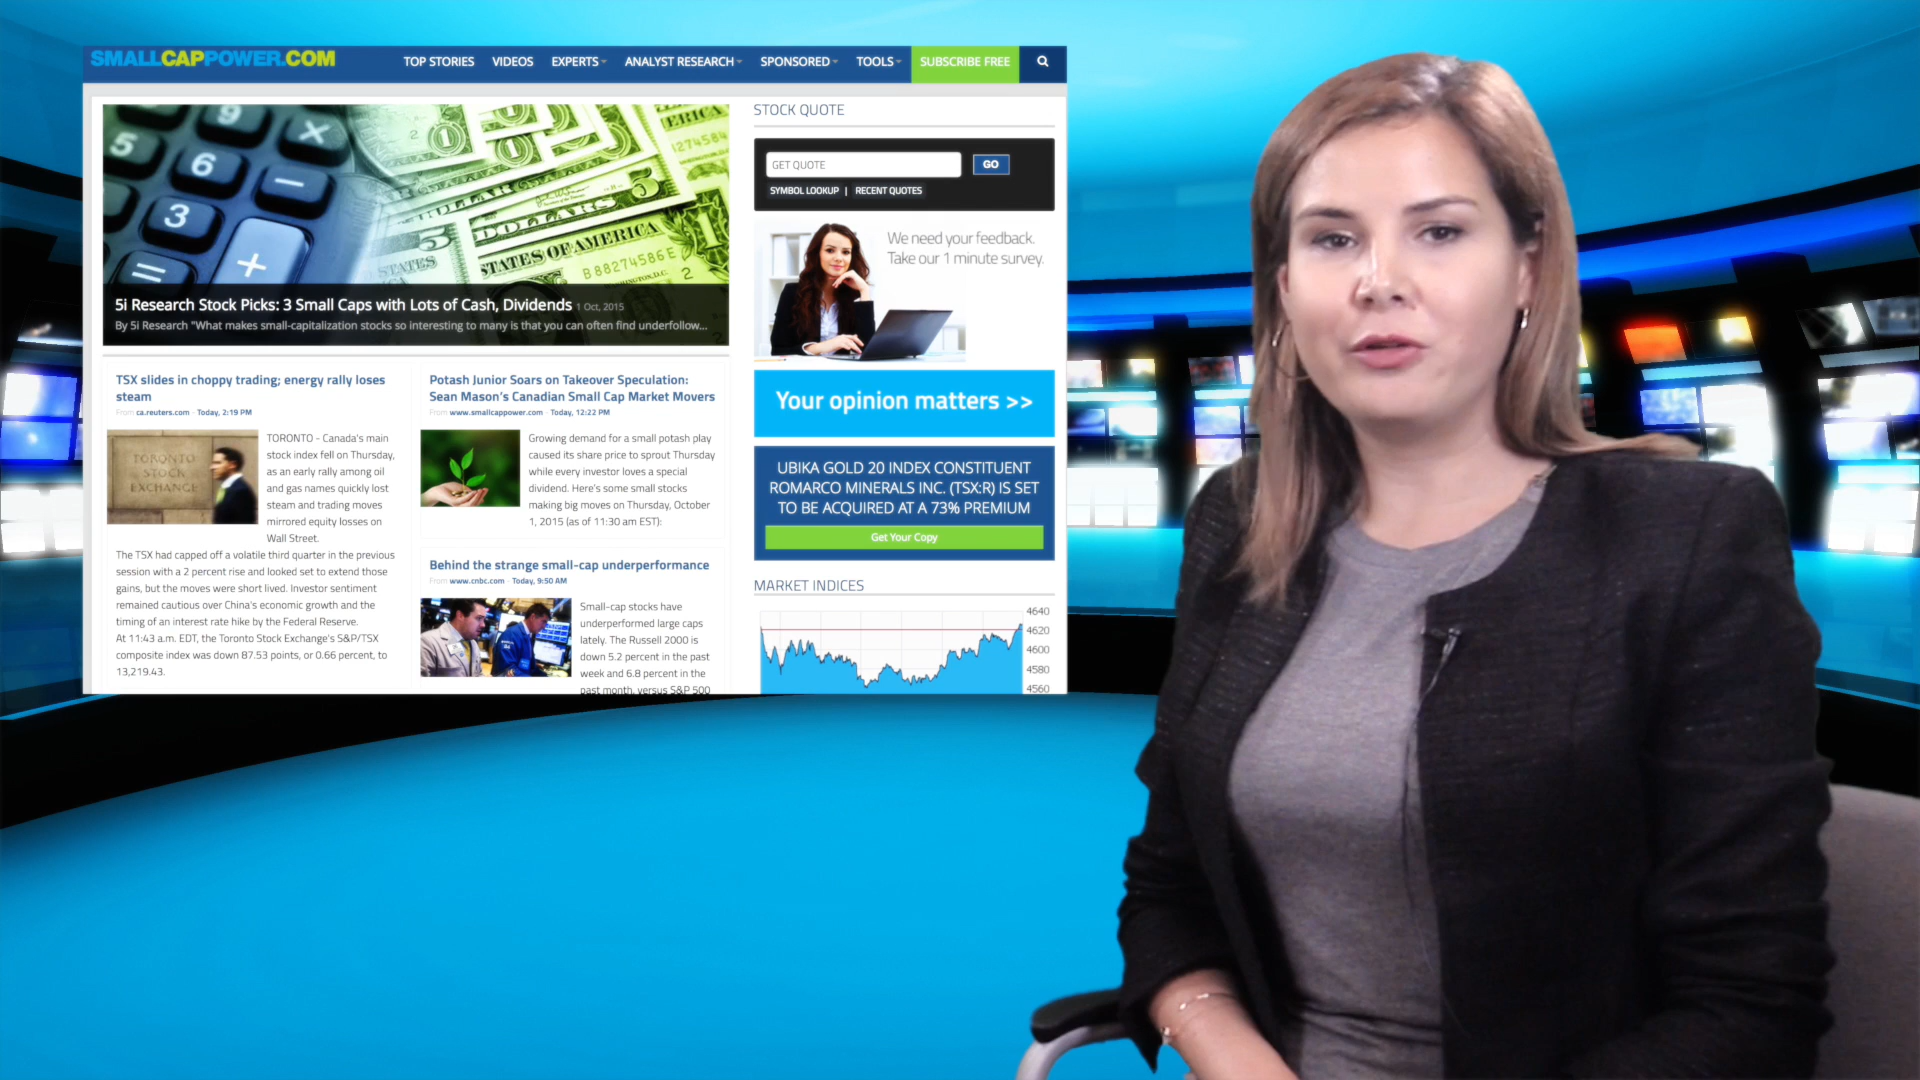 SMALLCAPPOWER.COM
TOP STORIES VIDEOS EXPERTS ANALYST RESEARCH SPONSORED TOOLS SUBSCRIBE FREE
5i Research Stock Picks: 3 Small Caps with Lots of Cash, Dividends 1 Oct, 2015
By 5i Research "What makes small-capitalization stocks so interesting to many is that you can often find underfollow...
TSX slides in choppy trading; energy rally loses
steam
From ca.reuters.com - Today, 2:19 PM
TORONTO STOCK EXCHANGE
TORONTO - Canada's main
stock index fell on Thursday,
as an early rally among oil
and gas names quickly lost
steam and trading moves
mirrored equity losses on
Wall Street.
The TSX had capped off a volatile third quarter in the previous
session with a 2 percent rise and looked set to extend those
gains, but the moves were short lived. Investor sentiment
remained cautious over China's economic growth and the
timing of an interest rate hike by the Federal Reserve.
At 11:43 a.m. EDT, the Toronto Stock Exchange's S&P/TSX
composite index was down 87.53 points, or 0.66 percent, to
13,219.43.
Potash Junior Soars on Takeover Speculation:
Sean Mason's Canadian Small Cap Market Movers
From www.smallcappower.com - Today, 12:22 PM
Growing demand for a small potash play
caused its share price to sprout Thursday
while every investor loves a special
dividend. Here's some small stocks
making big moves on Thursday, October
1, 2015 (as of 11:30 am EST):
Behind the strange small-cap underperformance
From www.cnbc.com - Today, 9:50 AM
Small-cap stocks have
underperformed large caps
lately. The Russell 2000 is
down 5.2 percent in the past
week and 6.8 percent in the
past month, versus S&P 500
STOCK QUOTE
GET QUOTE GO
SYMBOL LOOKUP | RECENT QUOTES
We need your feedback.
Take our 1 minute survey.
Your opinion matters >>
UBIKA GOLD 20 INDEX CONSTITUENT
ROMARCO MINERALS INC. (TSX:R) IS SET
TO BE ACQUIRED AT A 73% PREMIUM
Get Your Copy
MARKET INDICES
4640
4620
4600
4580
4560